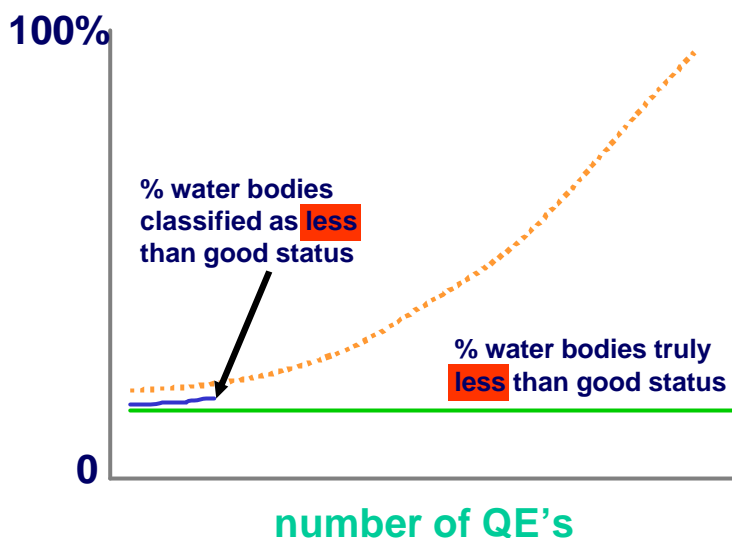 100%
% water bodies
classified as less
than good status
% water bodies truly
less than good status
0
number of QE's